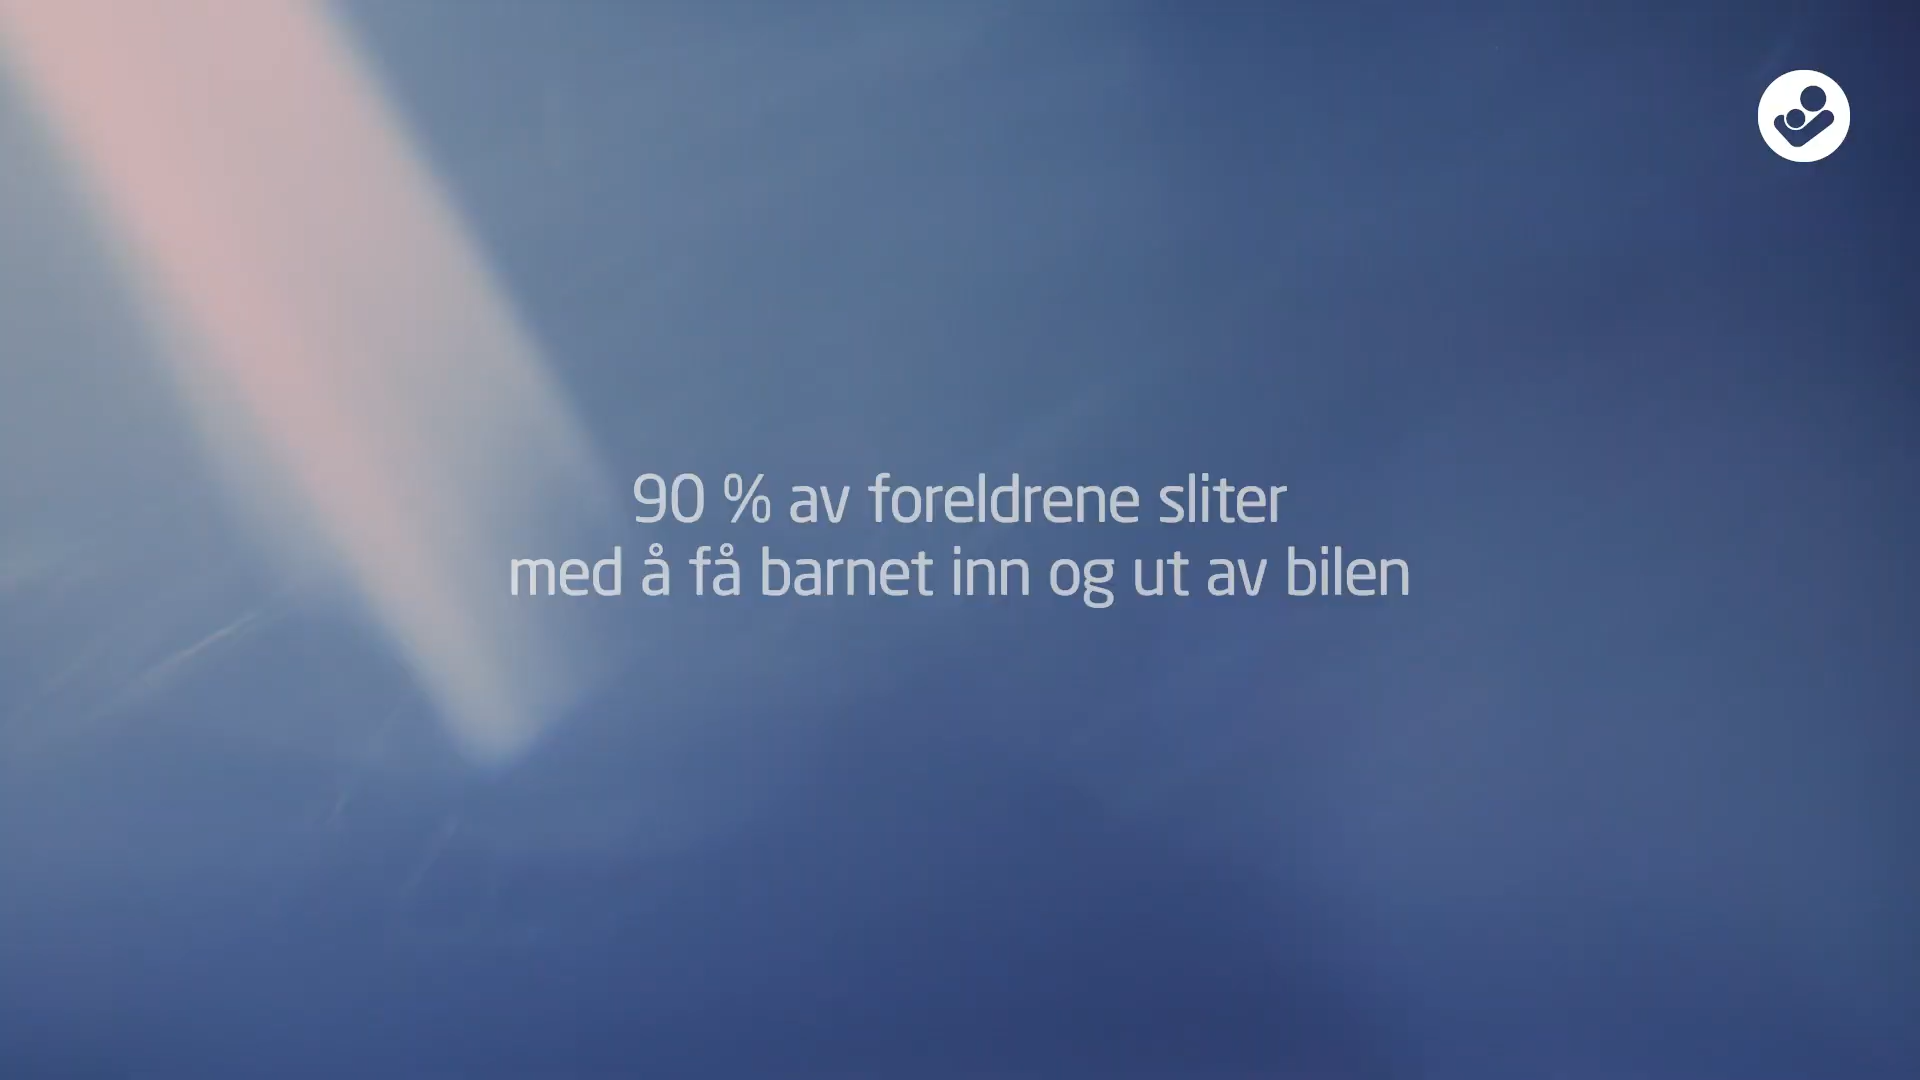 90 % av foreldrene sliter
med å få barnet inn og ut av bilen